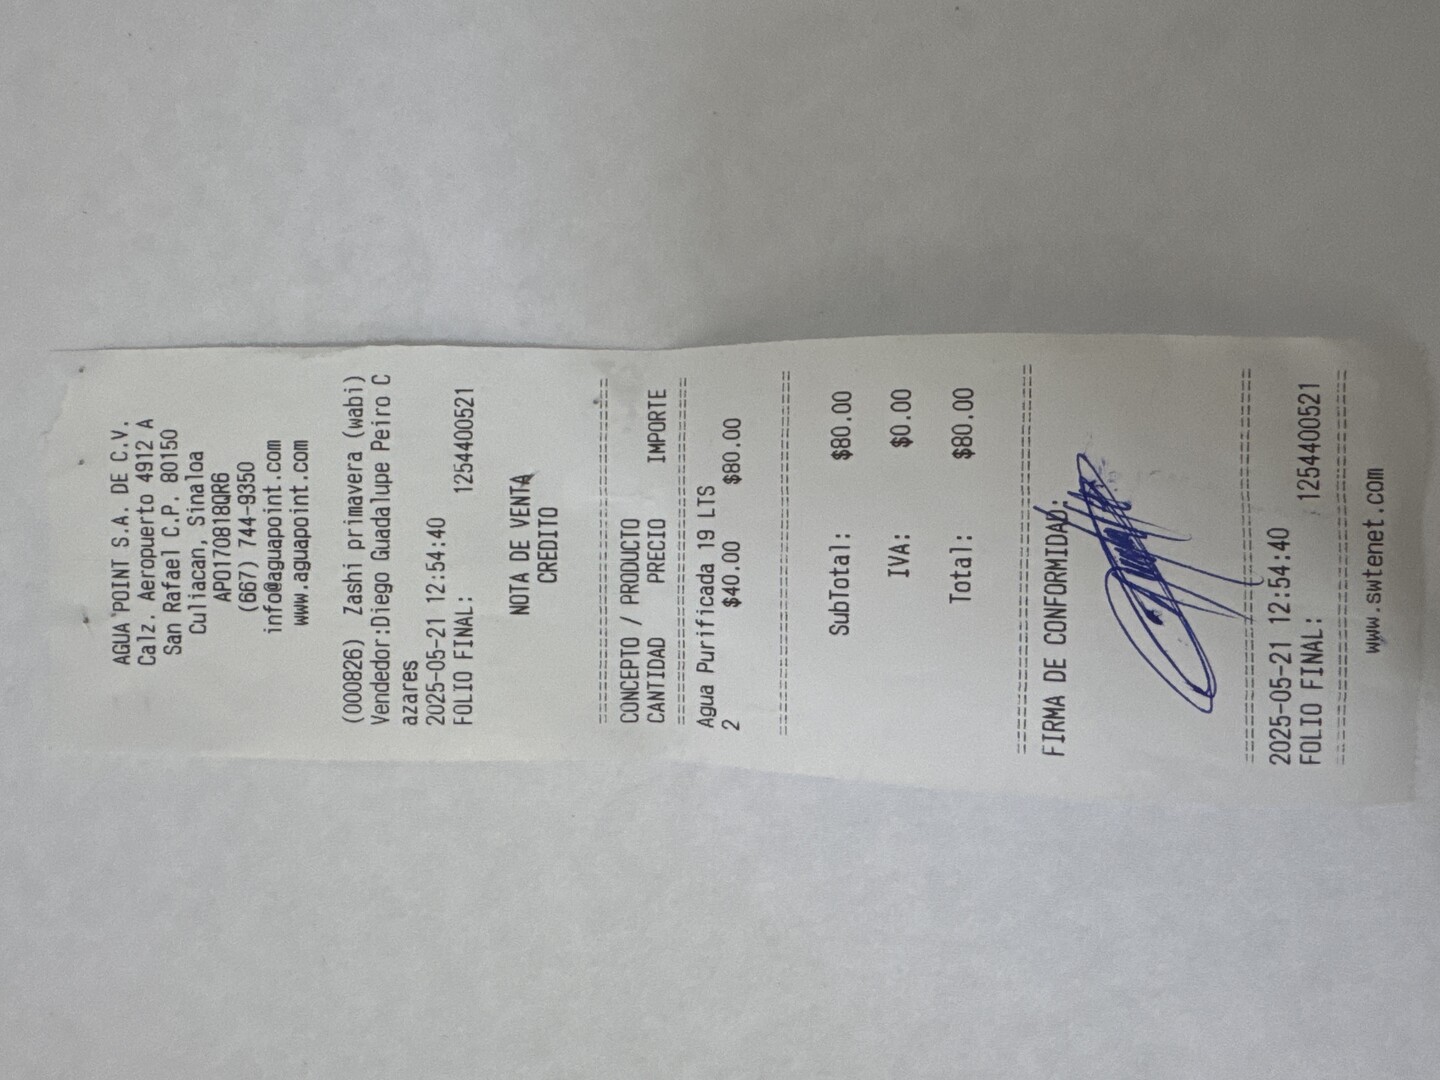 AGUA POINT S.A. DE C.V.
Calz. Aeropuerto 4912 A
San Rafael C.P. 80150
Culiacan, Sinaloa
APO170818QR6
(667) 744-9350
info@aguapoint.com
www.aguapoint.com
(000826) Zashi primavera (wabi)
Vendedor:Diego Guadalupe Peiro C
azares
2025-05-21 12:54:40
FOLIO FINAL: 1254400521
NOTA DE VENTA
CREDITO
CONCEPTO / PRODUCTO
CANTIDAD PRECIO IMPORTE
Agua Purificada 19 LTS
2 $40.00 $80.00
SubTotal: $80.00
IVA: $0.00
Total: $80.00
FIRMA DE CONFORMIDAD:
2025-05-21 12:54:40
FOLIO FINAL: 1254400521
www.swtenet.com